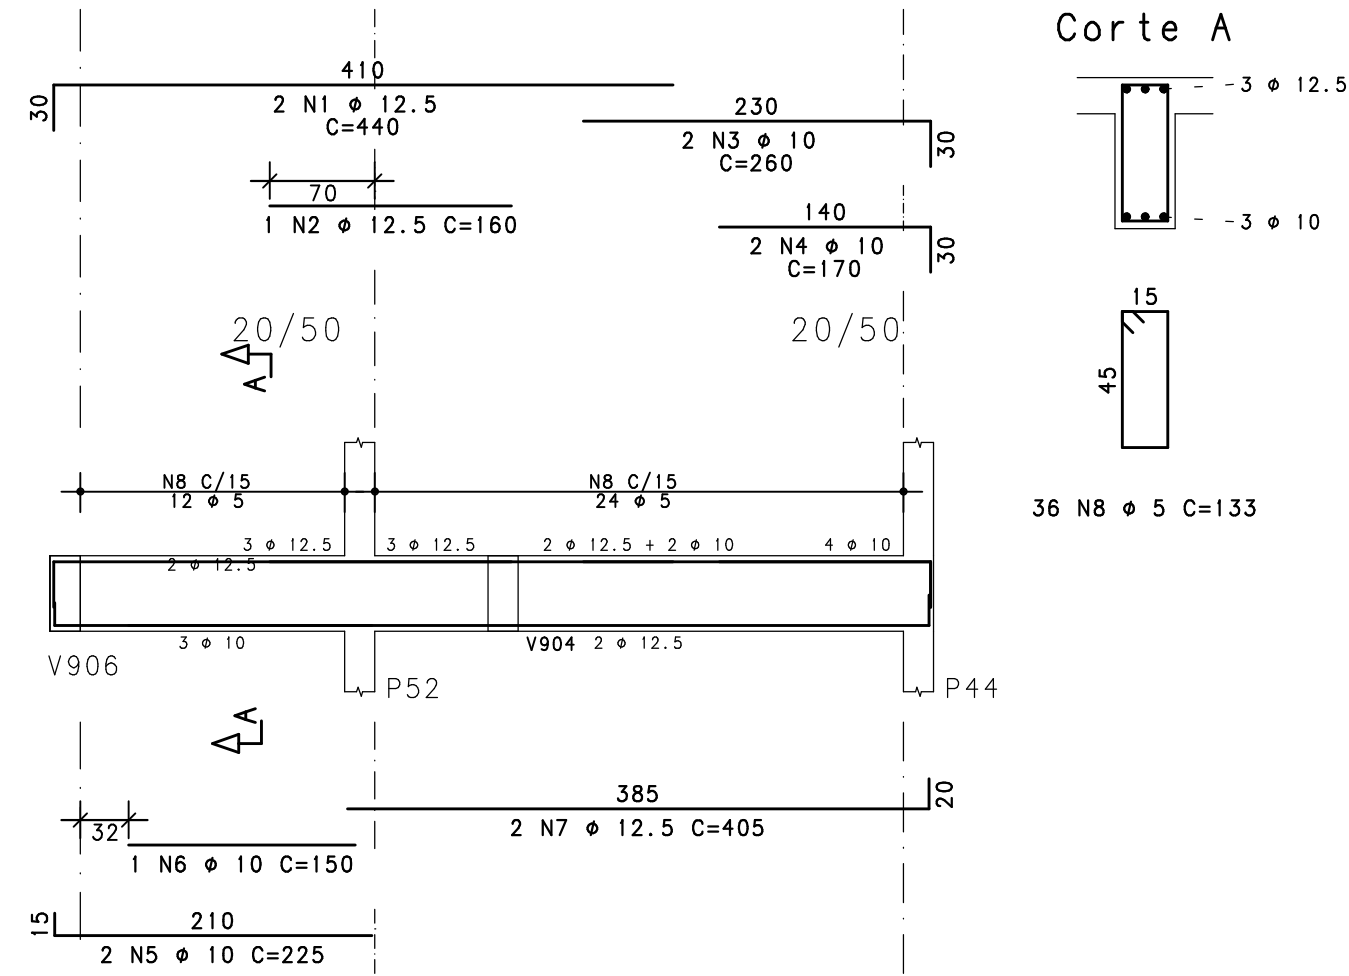 Corte A
410
30
2 N1 ϕ 12.5
C=440
230
2 N3 ϕ 10
C=260
30
3 ϕ 12.5
70
1 N2 ϕ 12.5 C=160
140
2 N4 ϕ 10
C=170
30
3 ϕ 10
15
45
20/50
20/50
A
N8 C/15
12 ϕ 5
N8 C/15
24 ϕ 5
36 N8 ϕ 5 C=133
3 ϕ 12.5
3 ϕ 12.5
2 ϕ 12.5 + 2 ϕ 10
4 ϕ 10
2 ϕ 12.5
3 ϕ 10
V904
2 ϕ 12.5
V906
P52
P44
A
385
20
2 N7 ϕ 12.5 C=405
32
1 N6 ϕ 10 C=150
15
210
2 N5 ϕ 10 C=225